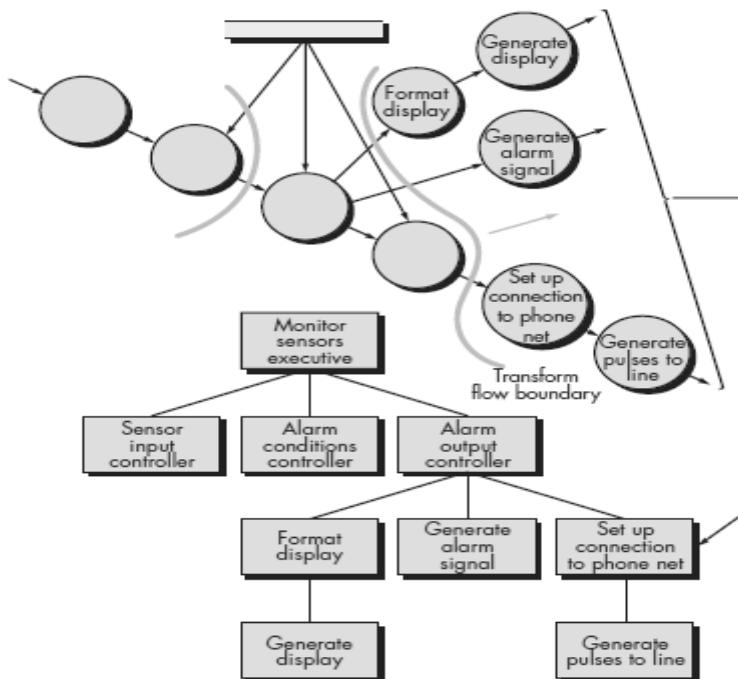 Generate
display
Format
display
Generate
alarm
signal
Set up
connection
to phone
net
Generate
pulses to
line
Transform
flow boundary
Monitor
sensors
executive
Sensor
input
controller
Alarm
conditions
controller
Alarm
output
controller
Format
display
Generate
alarm
signal
Set up
connection
to phone net
Generate
display
Generate
pulses to line